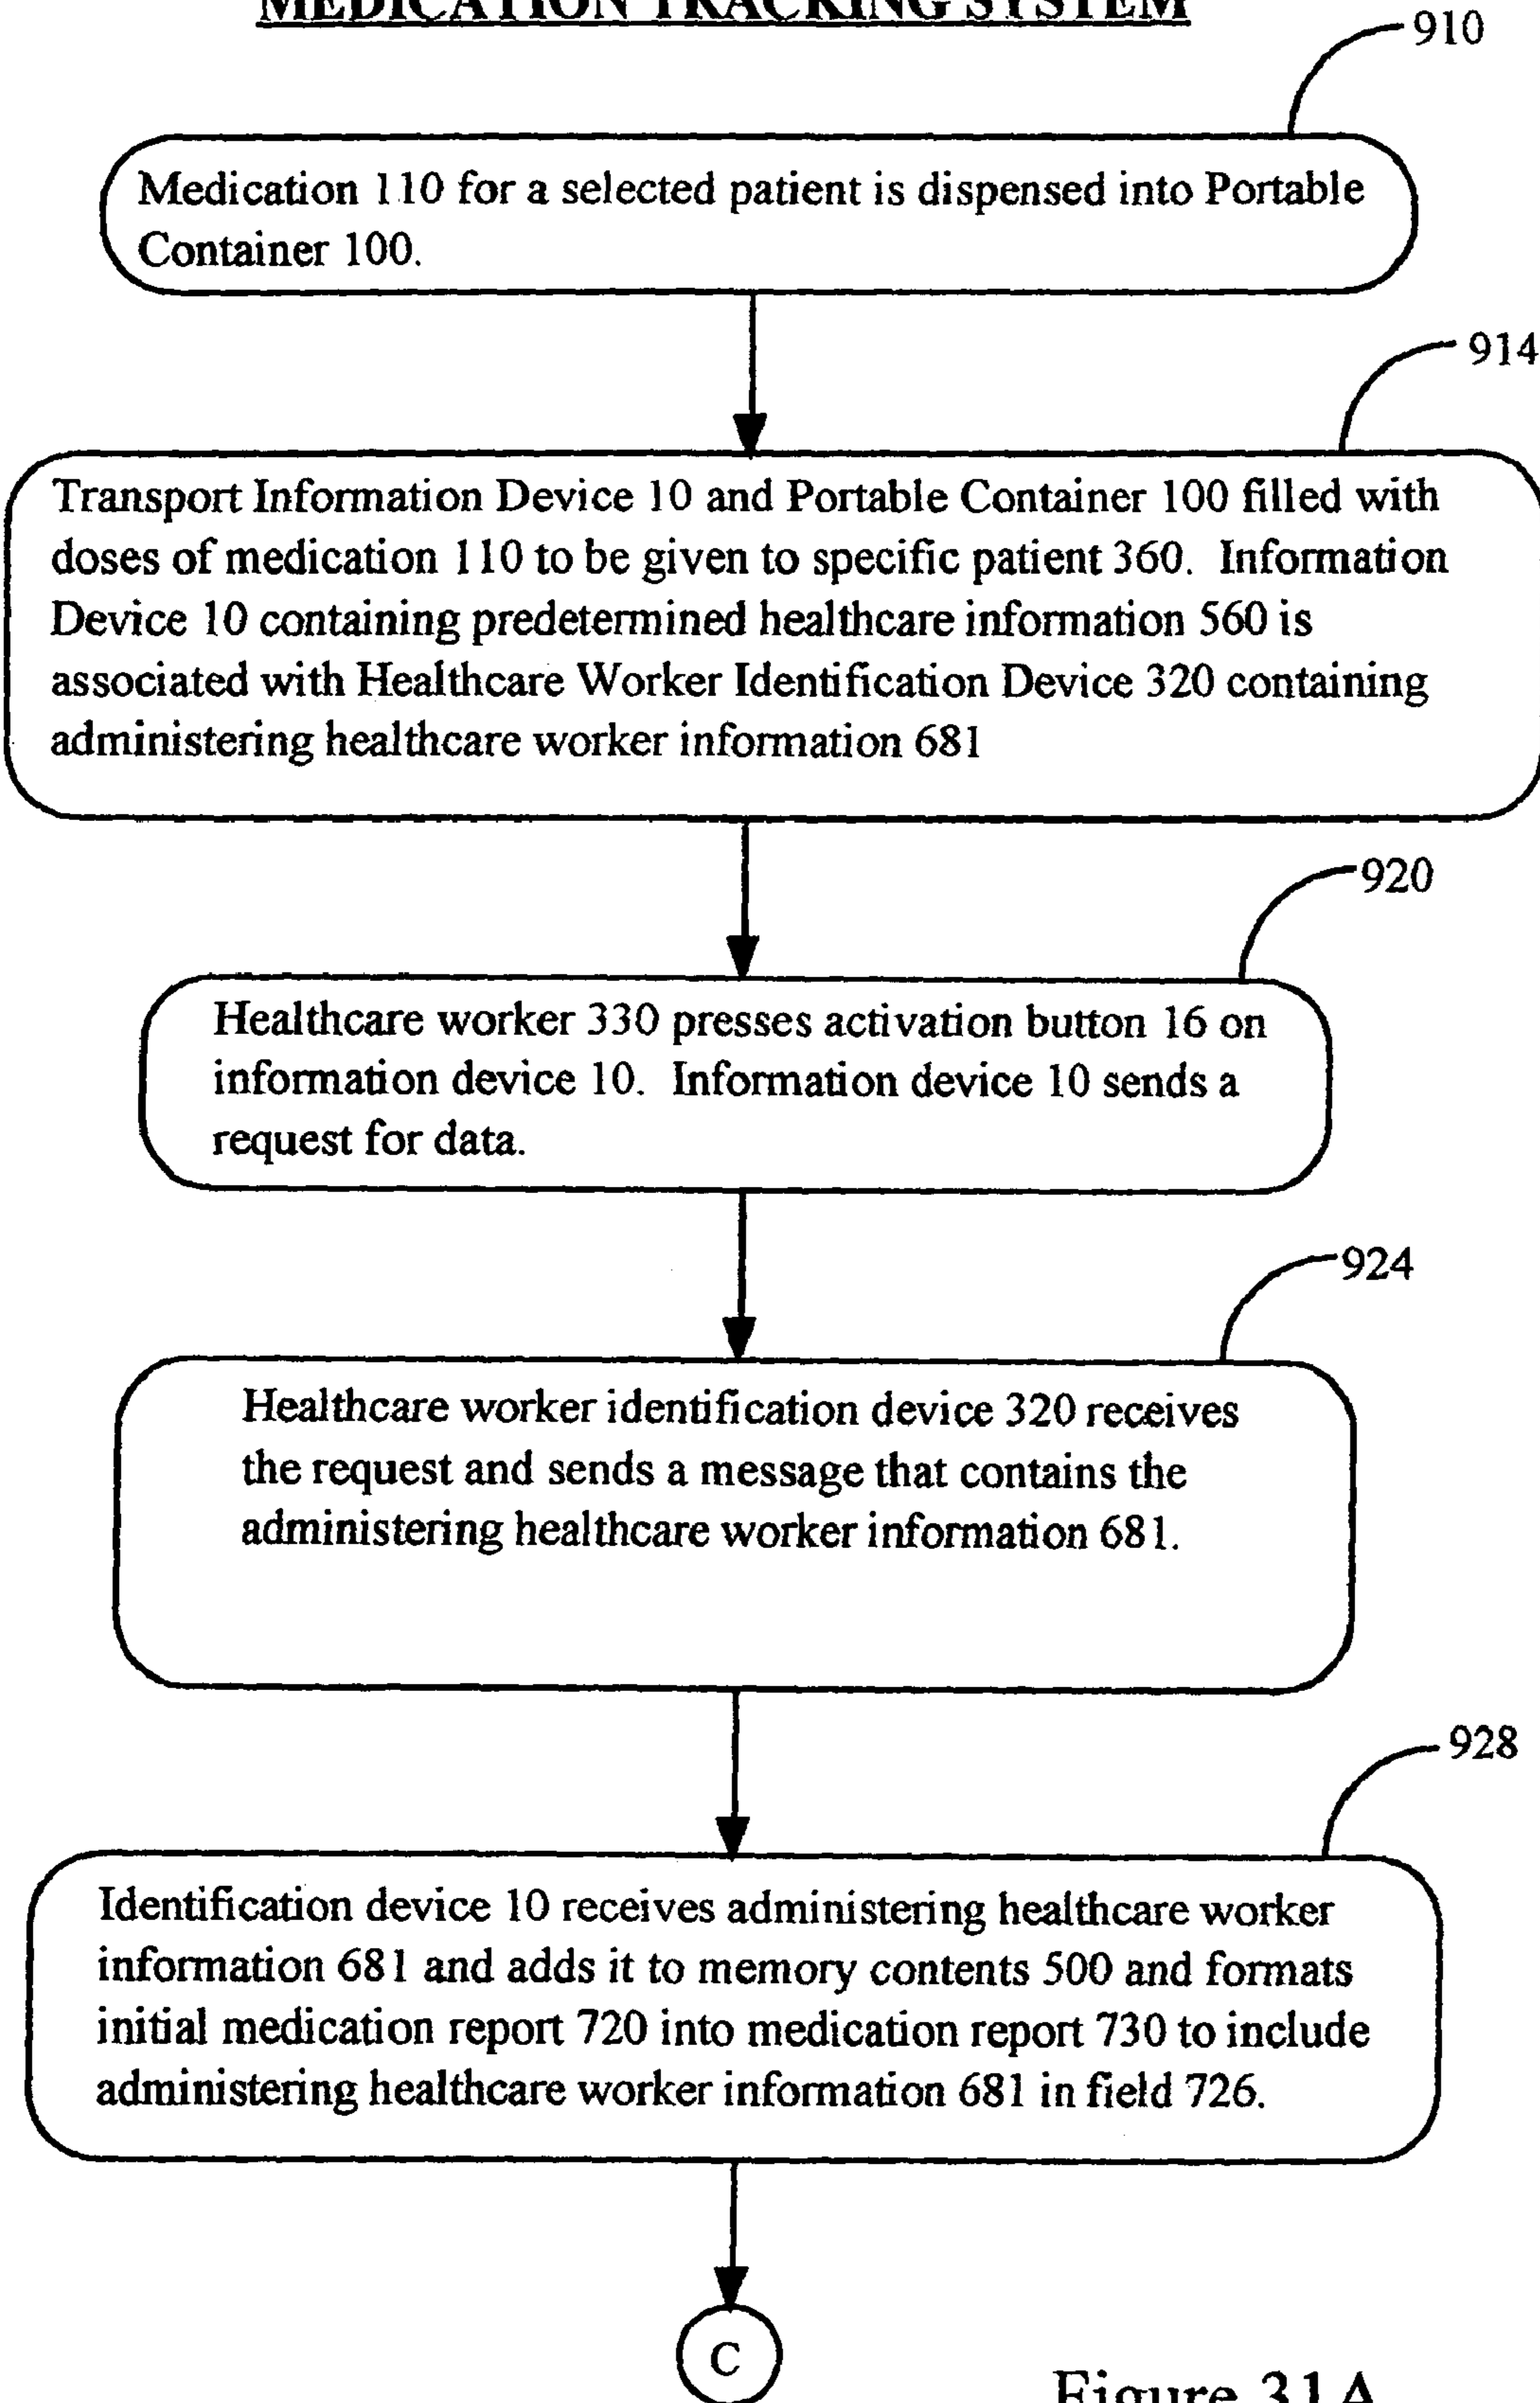 MEDICATION TRACKING SYSTEM
910
Medication 110 for a selected patient is dispensed into Portable
Container 100.
914
Transport Information Device 10 and Portable Container 100 filled with
doses of medication 110 to be given to specific patient 360. Information
Device 10 containing predetermined healthcare information 560 is
associated with Healthcare Worker Identification Device 320 containing
administering healthcare worker information 681
920
Healthcare worker 330 presses activation button 16 on
information device 10. Information device 10 sends a
request for data.
924
Healthcare worker identification device 320 receives
the request and sends a message that contains the
administering healthcare worker information 681.
928
Identification device 10 receives administering healthcare worker
information 681 and adds it to memory contents 500 and formats
initial medication report 720 into medication report 730 to include
administering healthcare worker information 681 in field 726.
C
Figure 31A